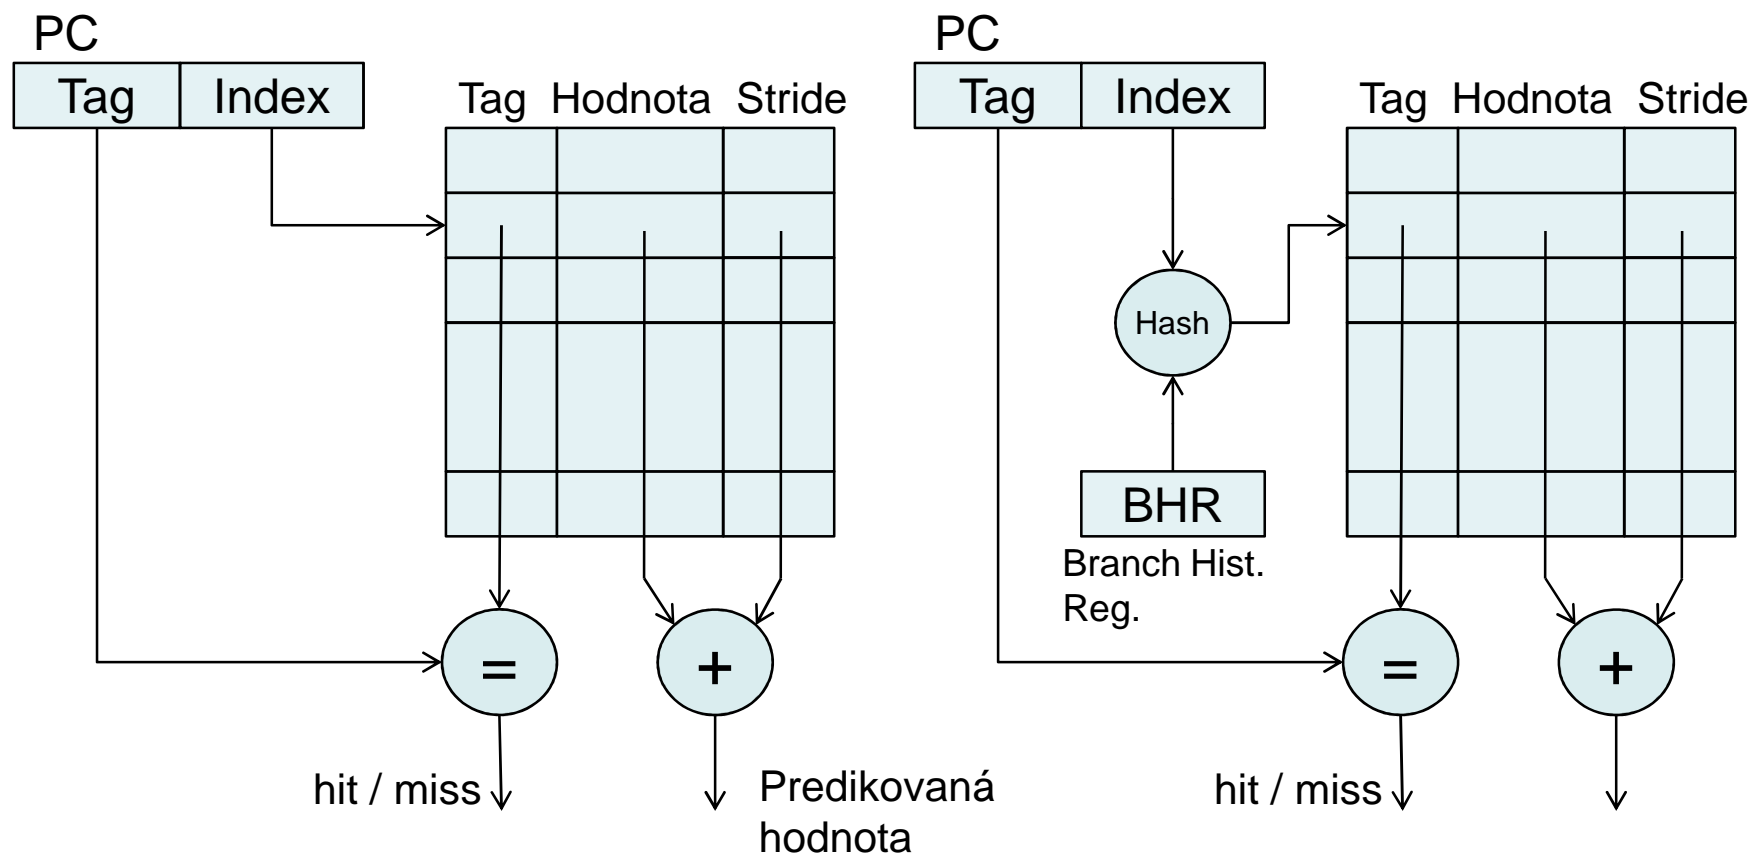 PC
Tag Index
Tag Hodnota Stride
=
+
hit / miss
Predikovaná
hodnota
PC
Tag Index
Tag Hodnota Stride
Hash
BHR
Branch Hist.
Reg.
=
+
hit / miss